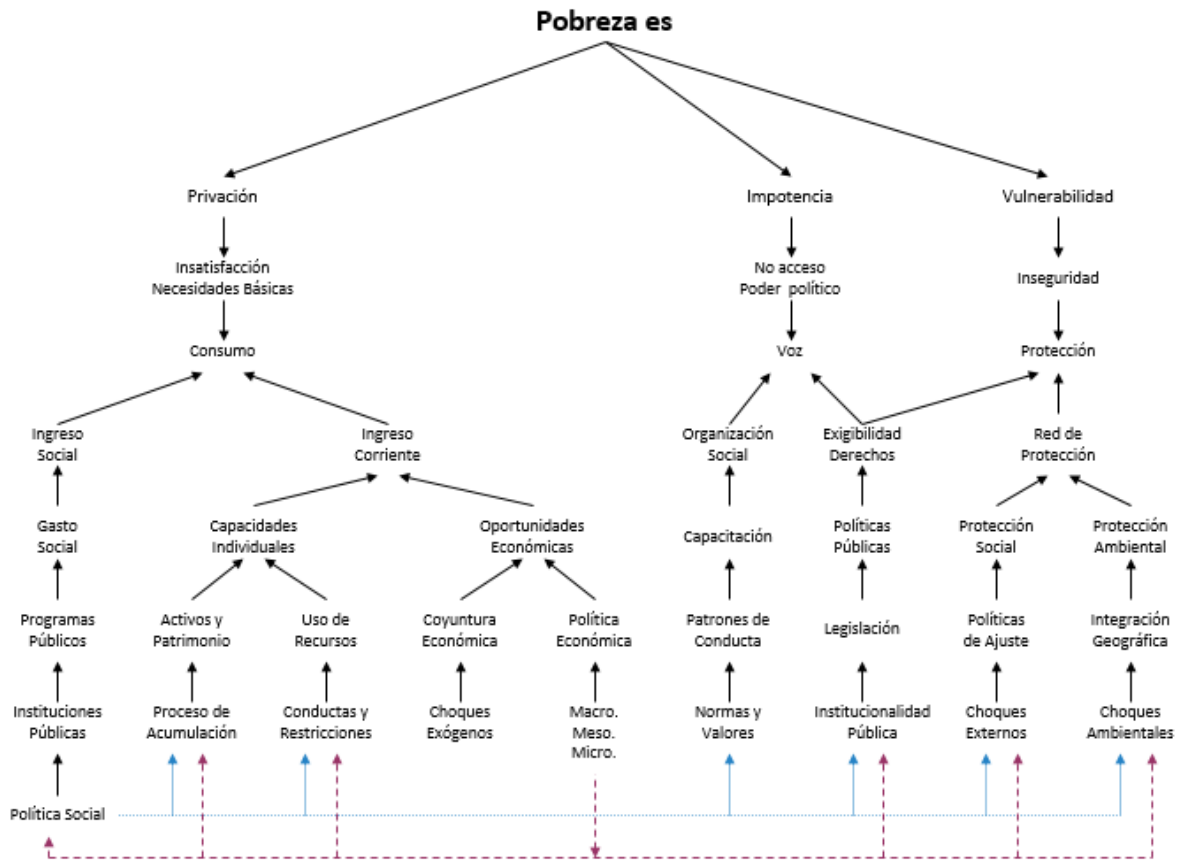 Pobreza es
Privación
Impotencia
Vulnerabilidad
Insatisfacción
Necesidades Básicas
No acceso
Poder político
Inseguridad
Consumo
Voz
Protección
Ingreso
Social
Ingreso
Corriente
Organización
Social
Exigibilidad
Derechos
Red de
Protección
Gasto
Social
Capacidades
Individuales
Oportunidades
Económicas
Capacitación
Políticas
Públicas
Protección
Social
Protección
Ambiental
Programas
Públicos
Activos y
Patrimonio
Uso de
Recursos
Coyuntura
Económica
Política
Económica
Patrones de
Conducta
Legislación
Políticas
de Ajuste
Integración
Geográfica
Instituciones
Públicas
Proceso de
Acumulación
Conductas y
Restricciones
Choques
Exógenos
Macro.
Meso.
Micro.
Normas y
Valores
Institucionalidad
Pública
Choques
Externos
Choques
Ambientales
Política Social